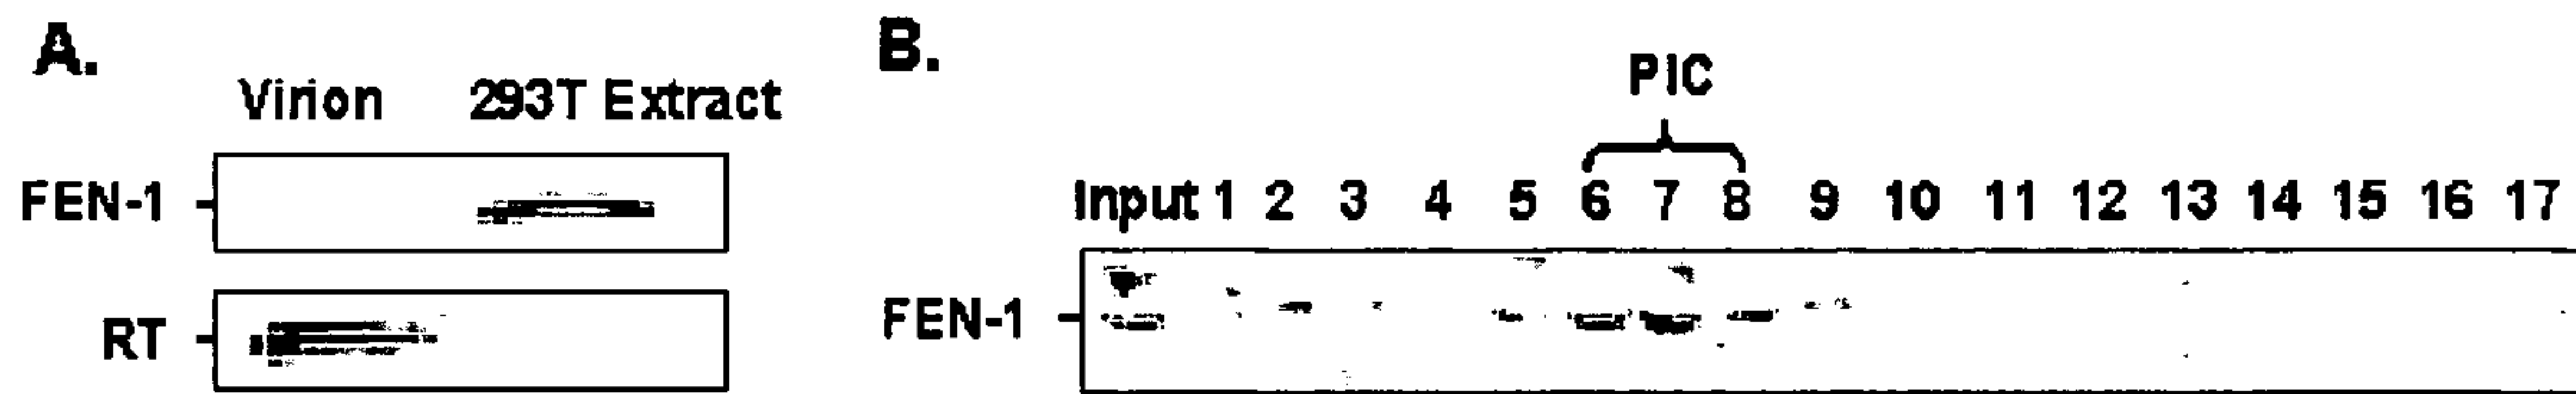 A.
Virion 293T Extract
FEN-1
RT
B.
PIC
Input 1 2 3 4 5 6 7 8 9 10 11 12 13 14 15 16 17
FEN-1